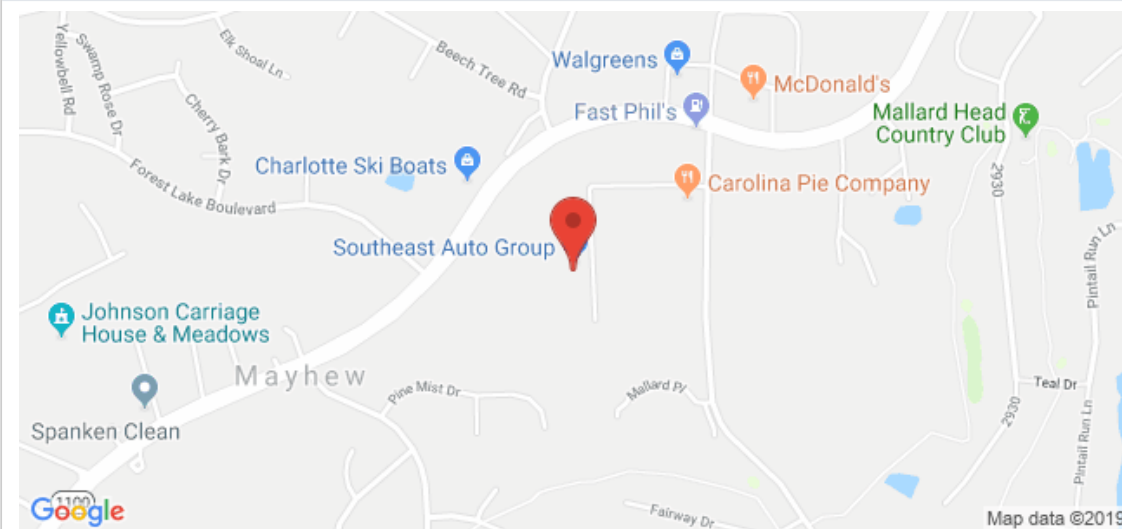 Yellowbell Rd
Swamp Rose Dr
Elk Shoal Ln
Beech Tree Rd
Walgreens
McDonald's
Fast Phil's
Mallard Head
Country Club
Cherry Bark Dr
Charlotte Ski Boats
2930
Forest Lake Boulevard
Carolina Pie Company
Southeast Auto Group
Pintail Run Ln
Johnson Carriage
House & Meadows
Mayhew
Pine Mist Dr
Mallard Pl
Teal Dr
2930
Pintail Run Ln
Spanken Clean
1100
Google
Fairway Dr
Map data ©2019